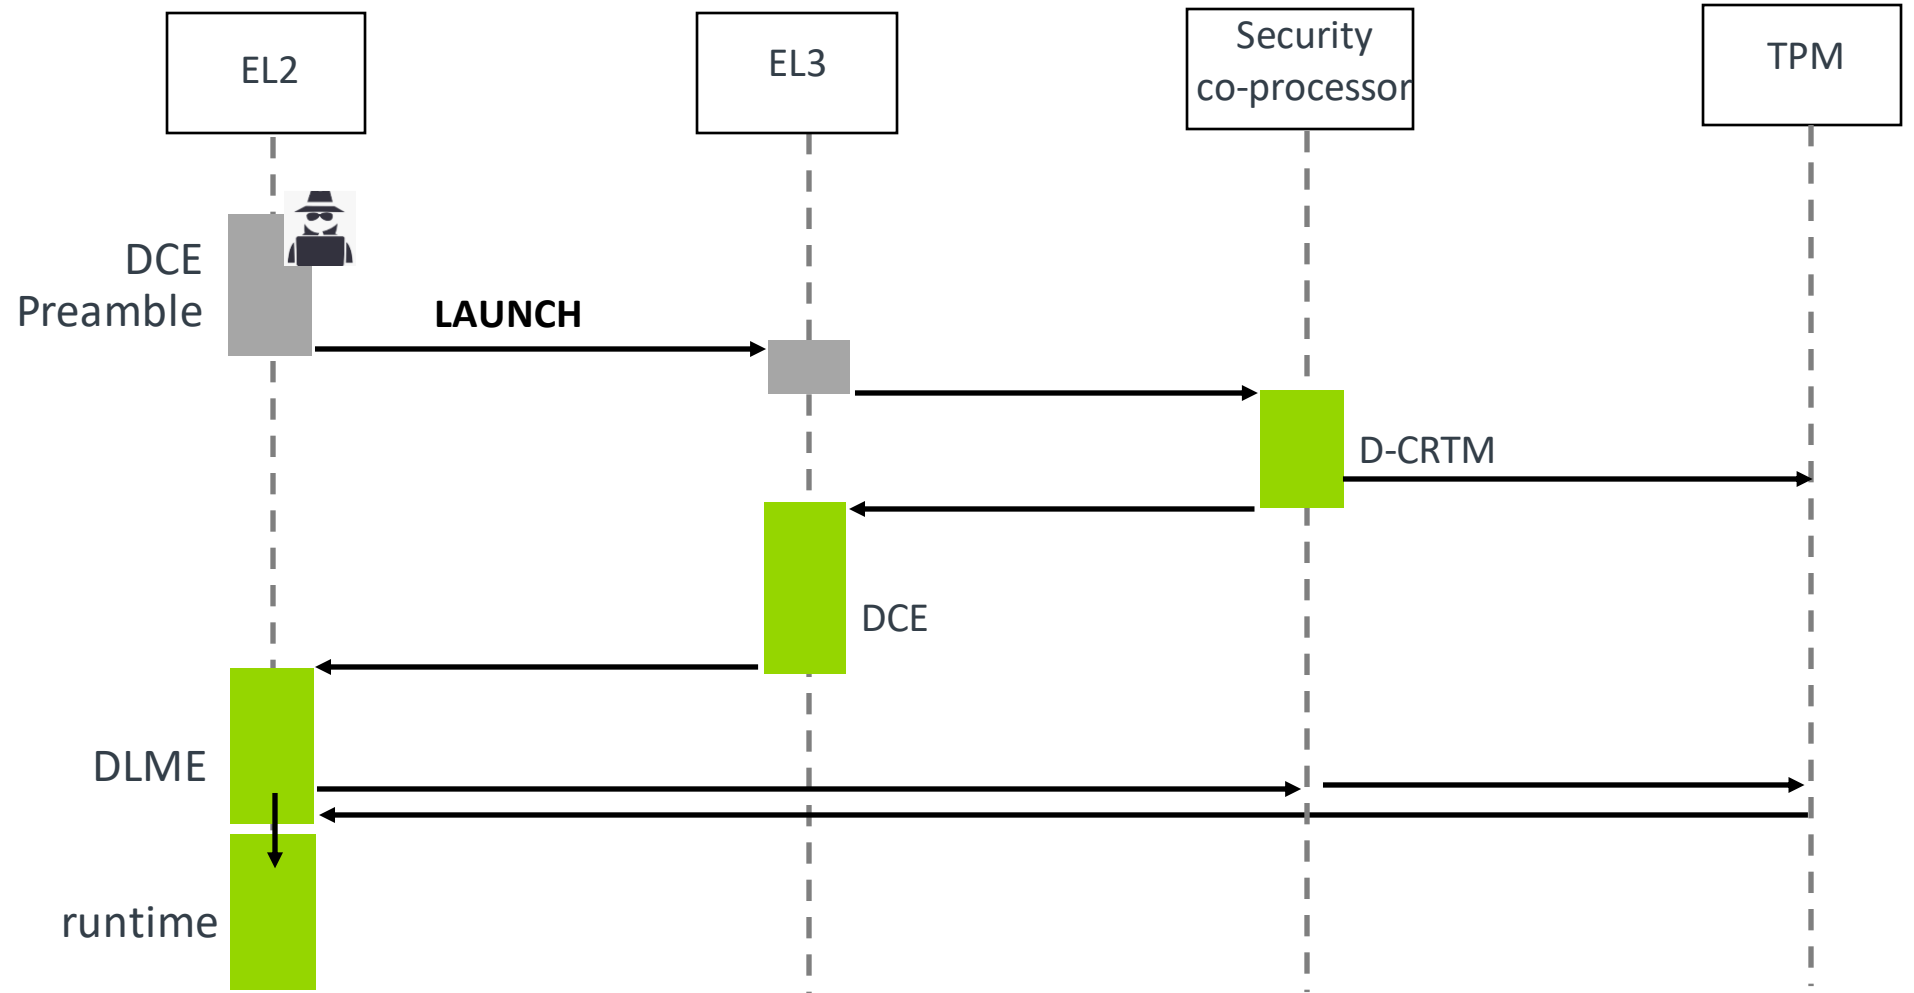 EL2
EL3
Security
co-processor
TPM
DCE
Preamble
LAUNCH
D-CRTM
DCE
DLME
runtime